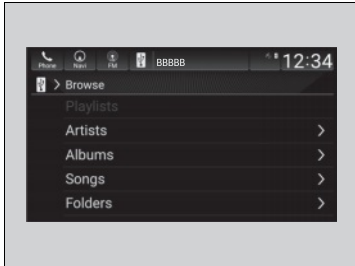 Phone Navi FM BBBBB 12:34
> Browse
Playlists
Artists >
Albums >
Songs >
Folders >